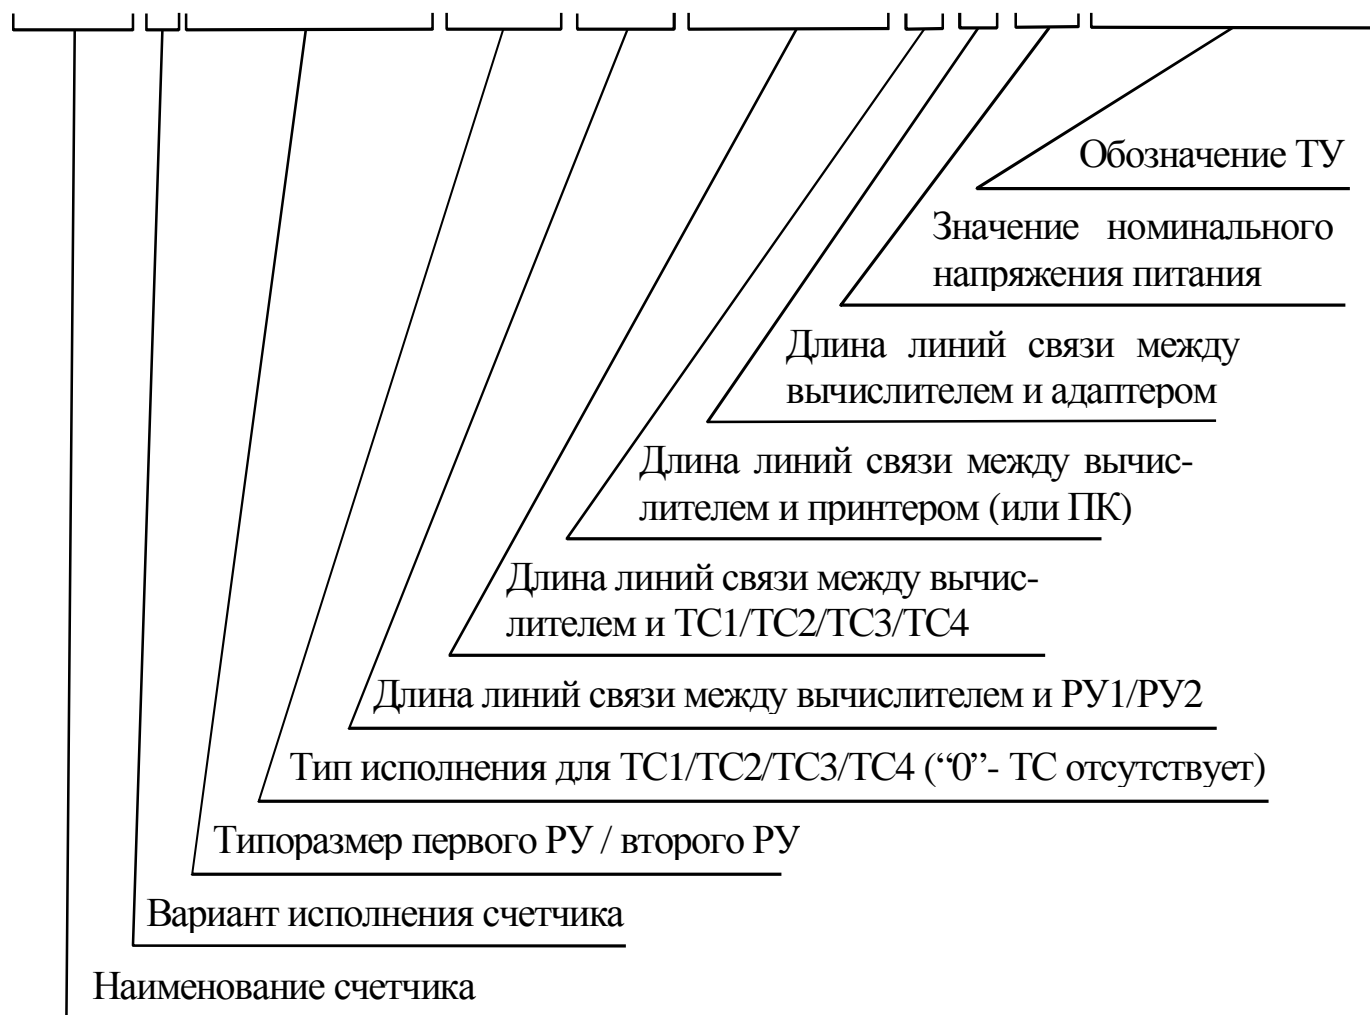 Обозначение ТУ
Значение номинального
напряжения питания
Длина линий связи между
вычислителем и адаптером
Длина линий связи между вычис-
лителем и принтером (или ПК)
Длина линий связи между вычис-
лителем и ТС1/ТС2/ТС3/ТС4
Длина линий связи между вычислителем и РУ1/РУ2
Тип исполнения для ТС1/ТС2/ТС3/ТС4 (“0”- ТС отсутствует)
Типоразмер первого РУ / второго РУ
Вариант исполнения счетчика
Наименование счетчика